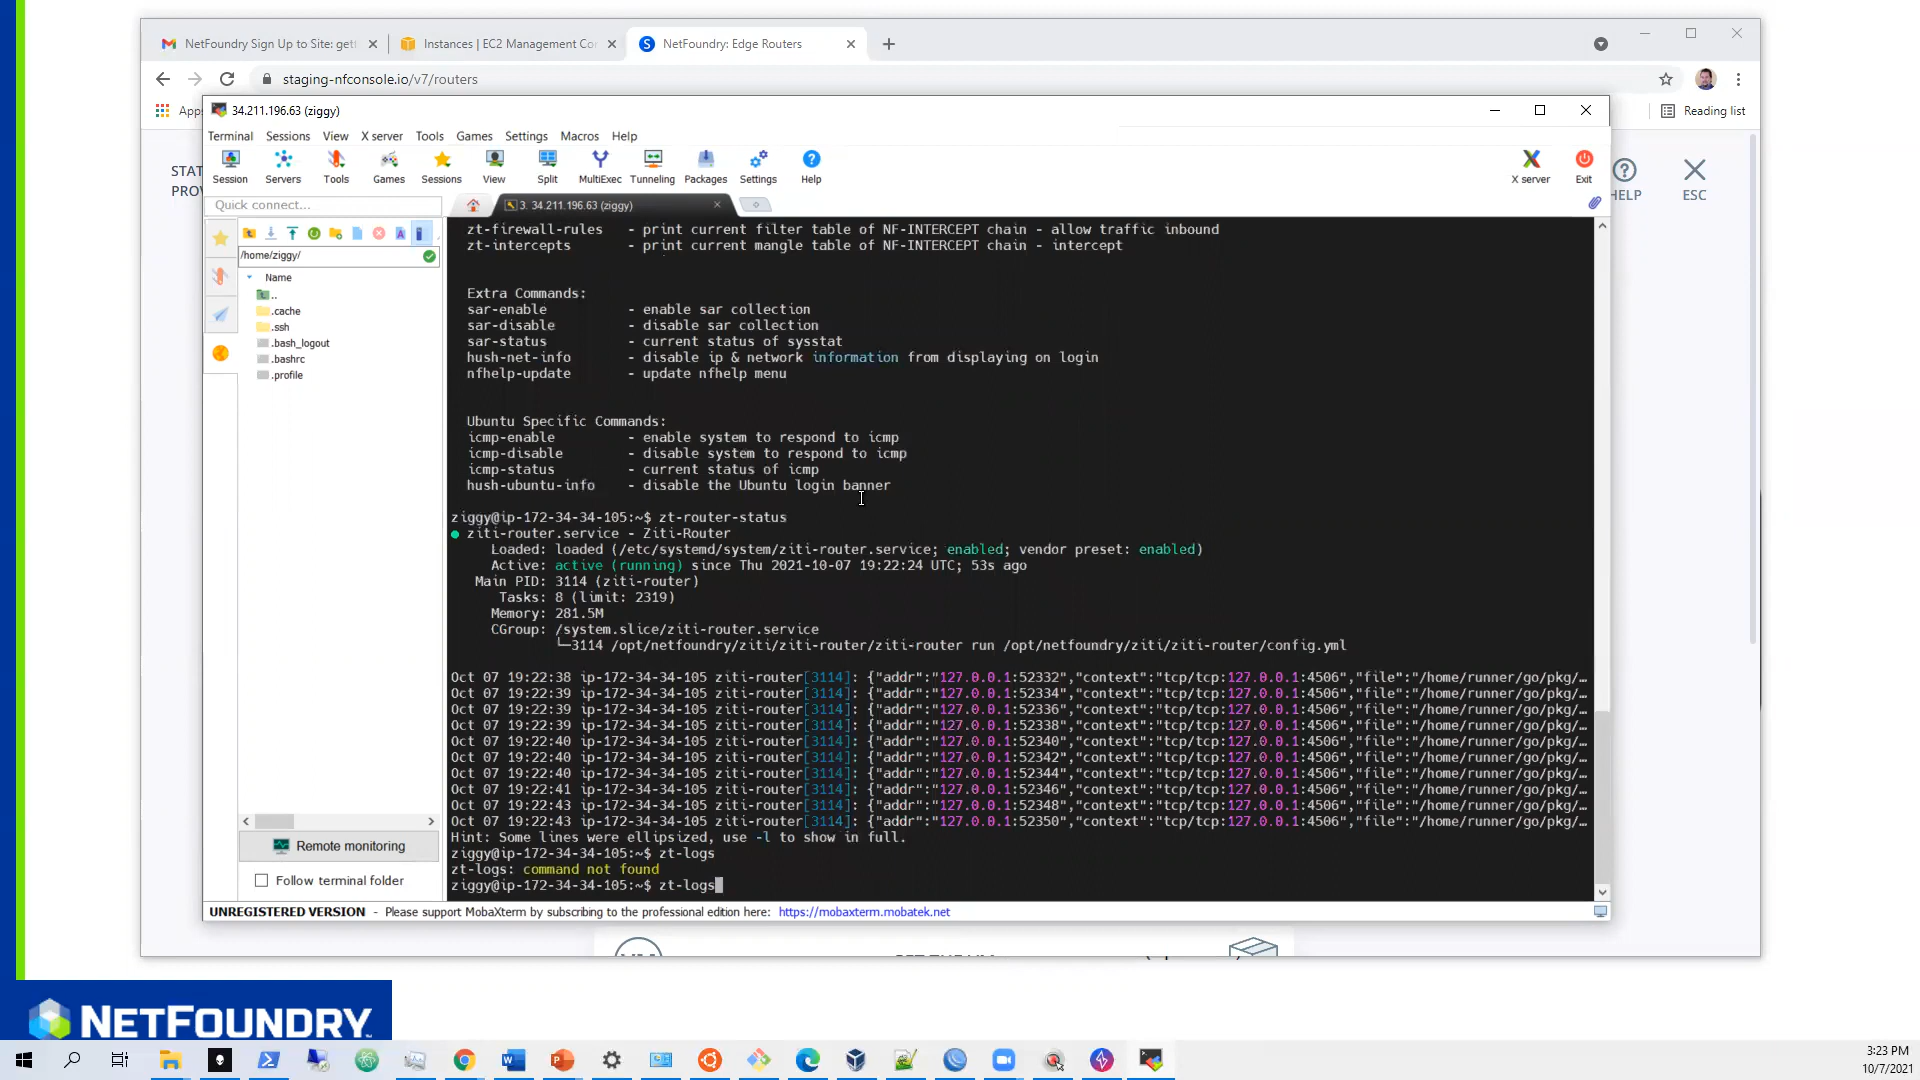 NetFoundry Sign Up to Site: get
Instances | EC2 Management Co
NetFoundry: Edge Routers
staging-nfconsole.io/v7/routers
Apps
Reading list
34.211.196.63 (ziggy)
Terminal Sessions View X server Tools Games Settings Macros Help
Session Servers Tools Games Sessions View Split MultiExec Tunneling Packages Settings Help
X server Exit
HELP
ESC
STAT
PRO
Quick connect...
3. 34.211.196.63 (ziggy)
/home/ziggy/
Name
..
.cache
.ssh
.bash_logout
.bashrc
.profile
Remote monitoring
Follow terminal folder
zt-firewall-rules - print current filter table of NF-INTERCEPT chain - allow traffic inbound
zt-intercepts - print current mangle table of NF-INTERCEPT chain - intercept
Extra Commands:
sar-enable - enable sar collection
sar-disable - disable sar collection
sar-status - current status of sysstat
hush-net-info - disable ip & network information from displaying on login
nfhelp-update - update nfhelp menu
Ubuntu Specific Commands:
icmp-enable - enable system to respond to icmp
icmp-disable - disable system to respond to icmp
icmp-status - current status of icmp
hush-ubuntu-info - disable the Ubuntu login banner
ziggy@ip-172-34-34-105:~$ zt-router-status
● ziti-router.service - Ziti-Router
Loaded: loaded (/etc/systemd/system/ziti-router.service; enabled; vendor preset: enabled)
Active: active (running) since Thu 2021-10-07 19:22:24 UTC; 53s ago
Main PID: 3114 (ziti-router)
Tasks: 8 (limit: 2319)
Memory: 281.5M
CGroup: /system.slice/ziti-router.service
└─3114 /opt/netfoundry/ziti/ziti-router/ziti-router run /opt/netfoundry/ziti/ziti-router/config.yml
Oct 07 19:22:38 ip-172-34-34-105 ziti-router[3114]: {"addr":"127.0.0.1:52332","context":"tcp/tcp:127.0.0.1:4506","file":"/home/runner/go/pkg/…
Oct 07 19:22:39 ip-172-34-34-105 ziti-router[3114]: {"addr":"127.0.0.1:52334","context":"tcp/tcp:127.0.0.1:4506","file":"/home/runner/go/pkg/…
Oct 07 19:22:39 ip-172-34-34-105 ziti-router[3114]: {"addr":"127.0.0.1:52336","context":"tcp/tcp:127.0.0.1:4506","file":"/home/runner/go/pkg/…
Oct 07 19:22:39 ip-172-34-34-105 ziti-router[3114]: {"addr":"127.0.0.1:52338","context":"tcp/tcp:127.0.0.1:4506","file":"/home/runner/go/pkg/…
Oct 07 19:22:40 ip-172-34-34-105 ziti-router[3114]: {"addr":"127.0.0.1:52340","context":"tcp/tcp:127.0.0.1:4506","file":"/home/runner/go/pkg/…
Oct 07 19:22:40 ip-172-34-34-105 ziti-router[3114]: {"addr":"127.0.0.1:52342","context":"tcp/tcp:127.0.0.1:4506","file":"/home/runner/go/pkg/…
Oct 07 19:22:40 ip-172-34-34-105 ziti-router[3114]: {"addr":"127.0.0.1:52344","context":"tcp/tcp:127.0.0.1:4506","file":"/home/runner/go/pkg/…
Oct 07 19:22:41 ip-172-34-34-105 ziti-router[3114]: {"addr":"127.0.0.1:52346","context":"tcp/tcp:127.0.0.1:4506","file":"/home/runner/go/pkg/…
Oct 07 19:22:43 ip-172-34-34-105 ziti-router[3114]: {"addr":"127.0.0.1:52348","context":"tcp/tcp:127.0.0.1:4506","file":"/home/runner/go/pkg/…
Oct 07 19:22:43 ip-172-34-34-105 ziti-router[3114]: {"addr":"127.0.0.1:52350","context":"tcp/tcp:127.0.0.1:4506","file":"/home/runner/go/pkg/…
Hint: Some lines were ellipsized, use -l to show in full.
ziggy@ip-172-34-34-105:~$ zt-logs
zt-logs: command not found
ziggy@ip-172-34-34-105:~$ zt-logs
UNREGISTERED VERSION - Please support MobaXterm by subscribing to the professional edition here: https://mobaxterm.mobatek.net
NETFOUNDRY
3:23 PM
10/7/2021